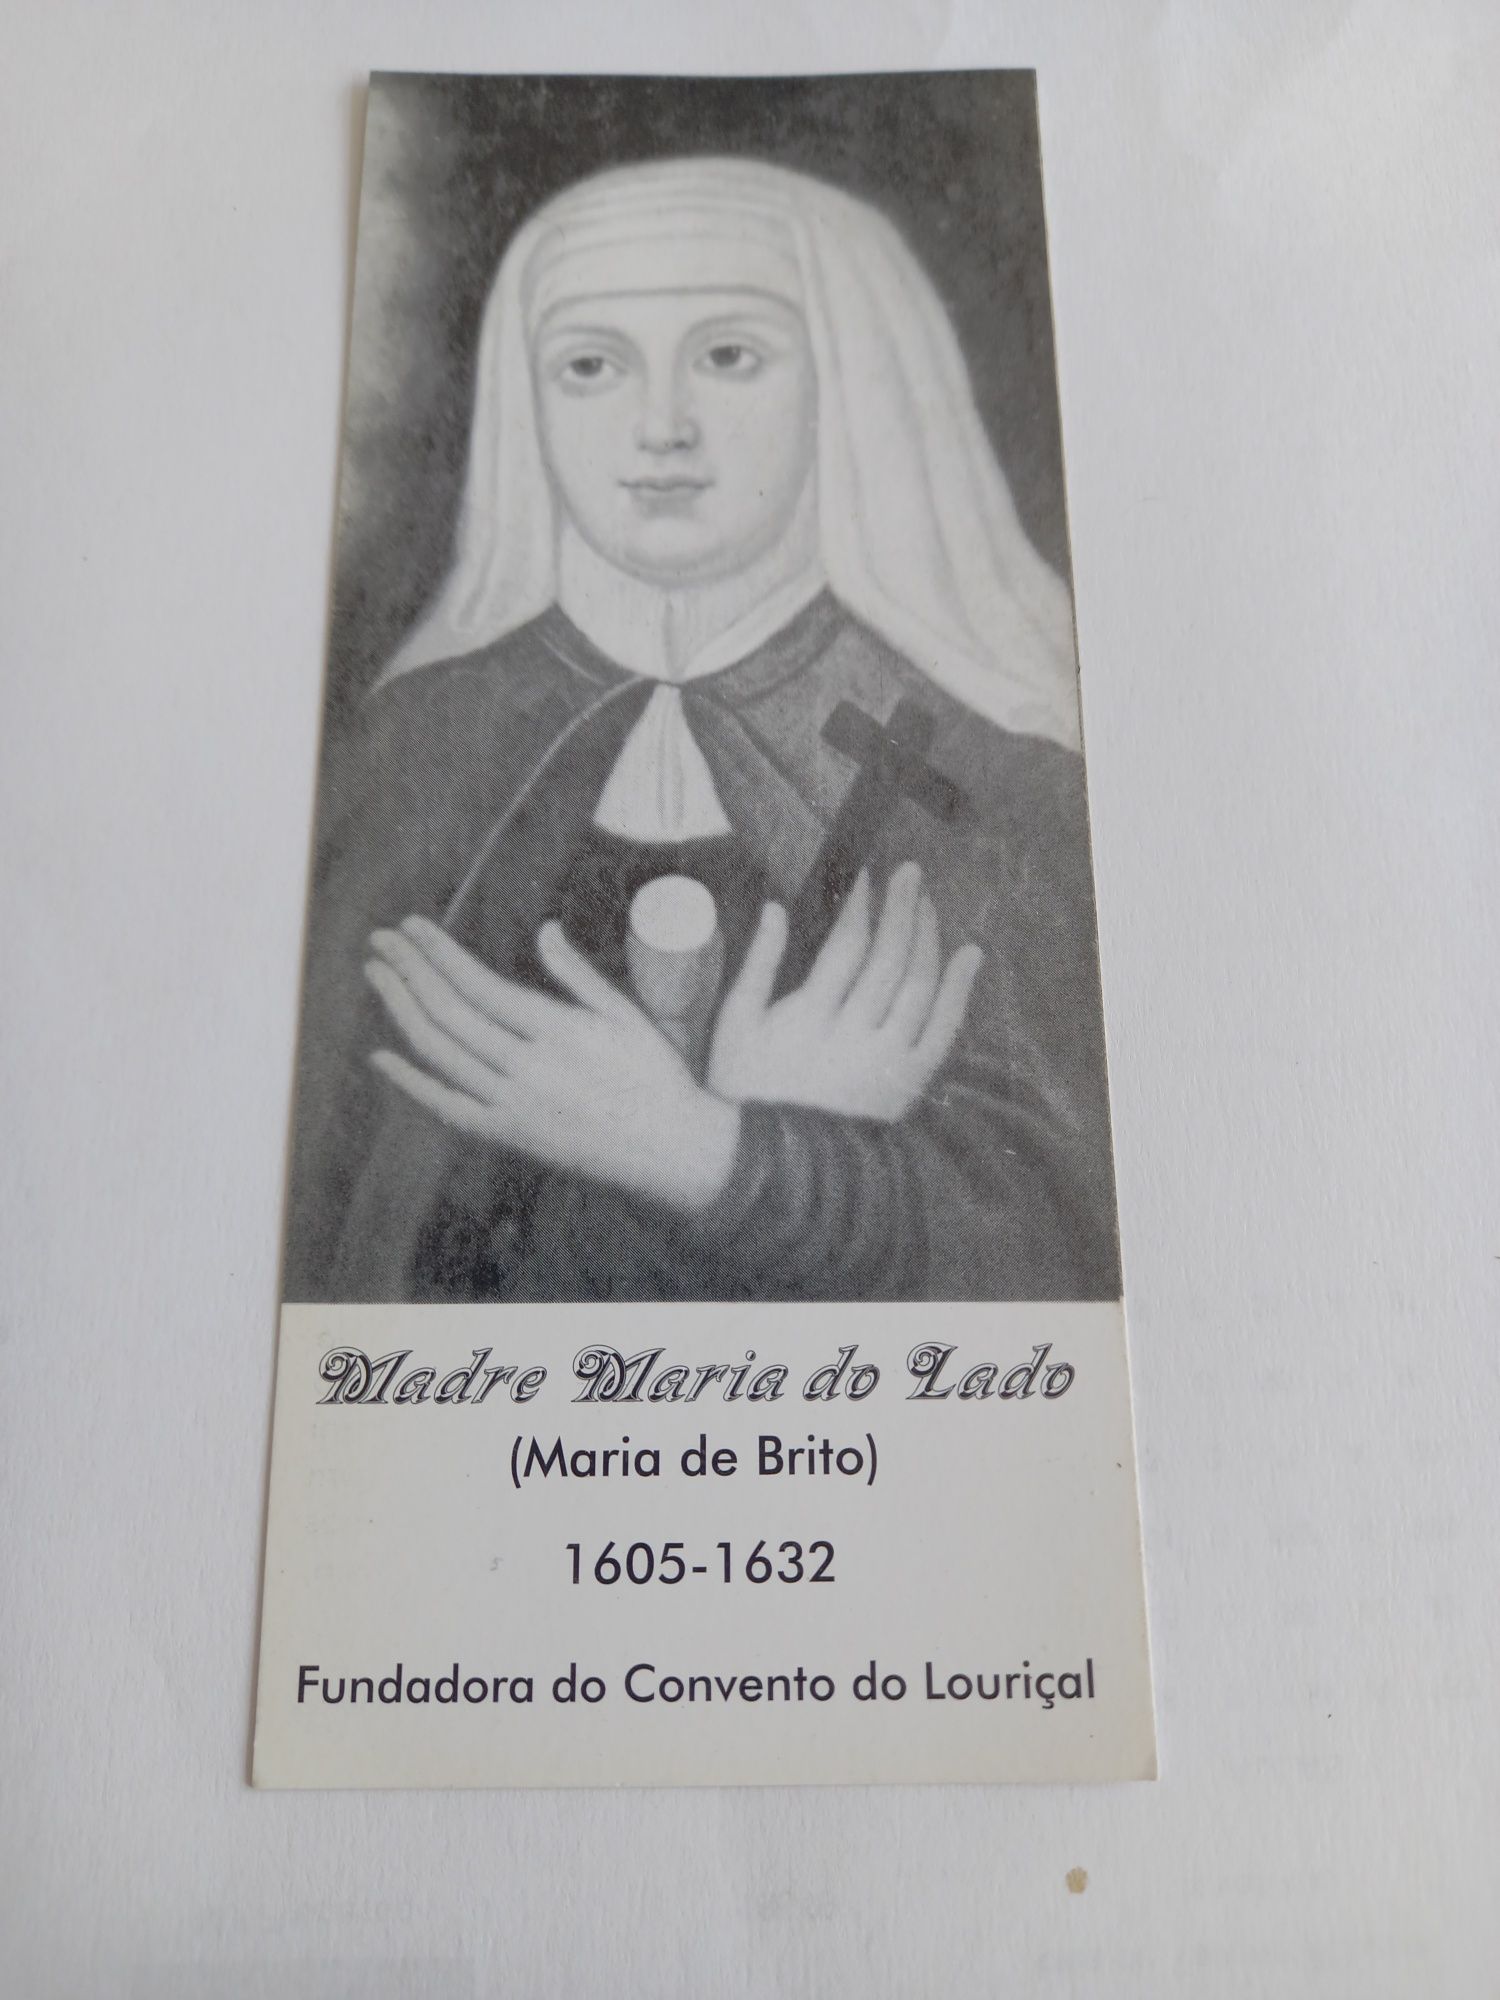 Madre Maria do Lado
(Maria de Brito)
1605-1632
Fundadora do Convento do Louriçal